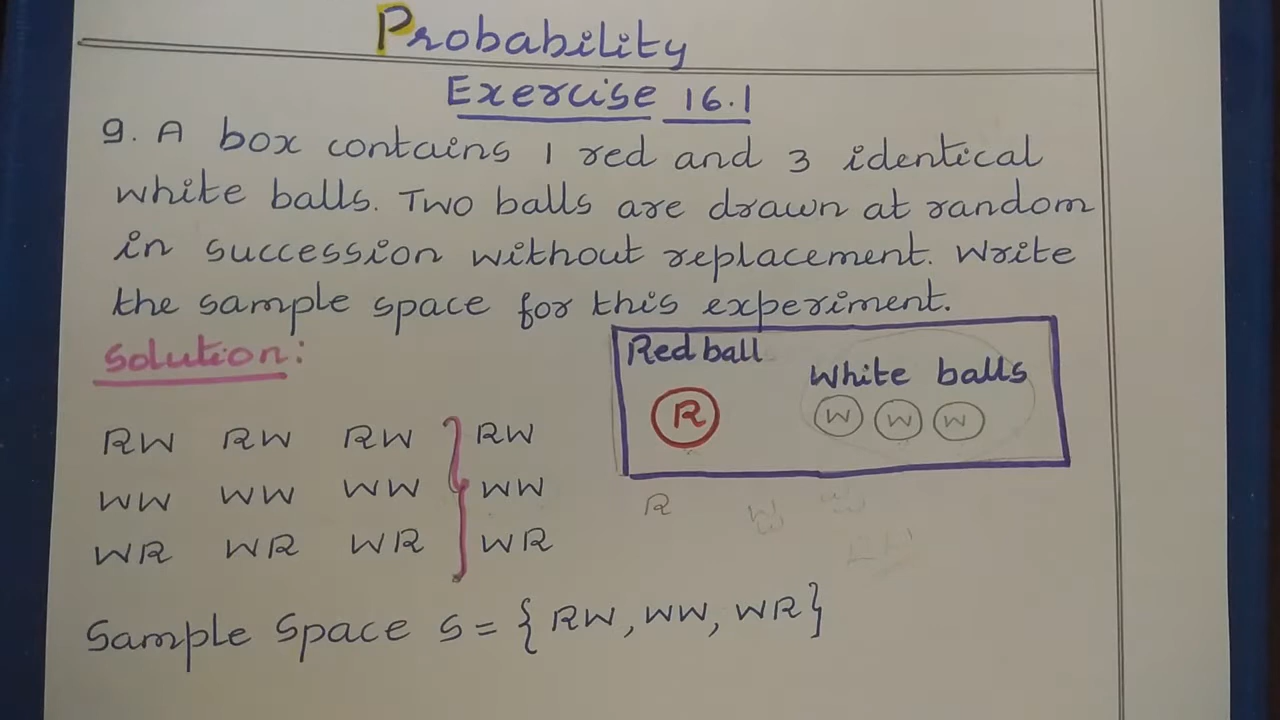 Probability
Exercise 16.1
9. A box contains 1 red and 3 identical
white balls. Two balls are drawn at random
in succession without replacement. Write
the sample space for this experiment.
Solution:
Red ball
White balls
R W W W
RW RW RW } RW
WW WW WW WW
WR WR WR WR
R
Sample Space S = { RW, WW, WR }